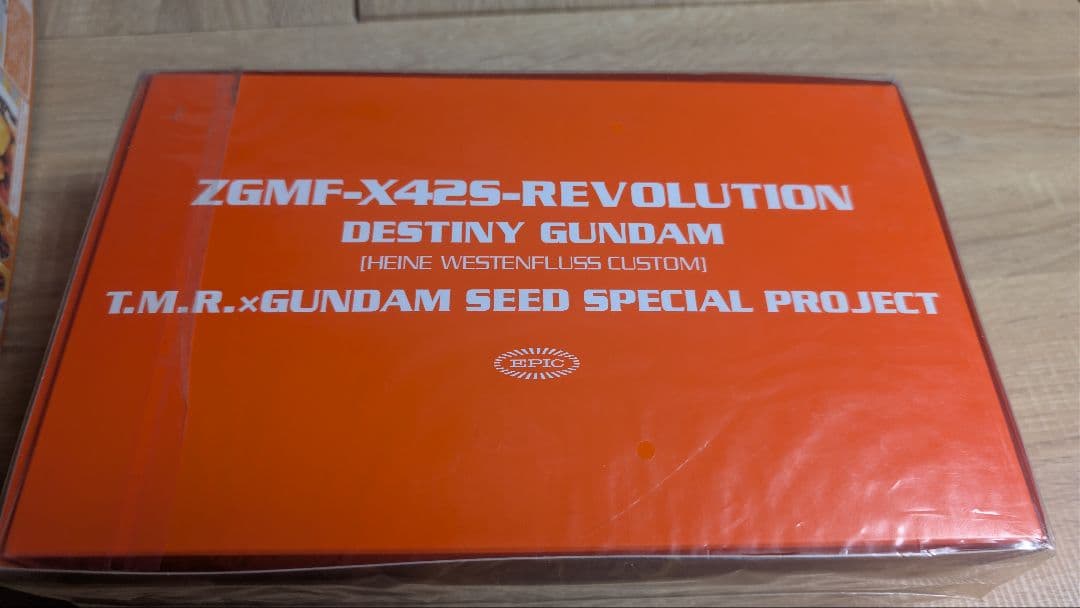 ZGMF-X42S-REVOLUTION
DESTINY GUNDAM
[HEINE WESTENFLUSS CUSTOM]
T.M.R.×GUNDAM SEED SPECIAL PROJECT
EPIC